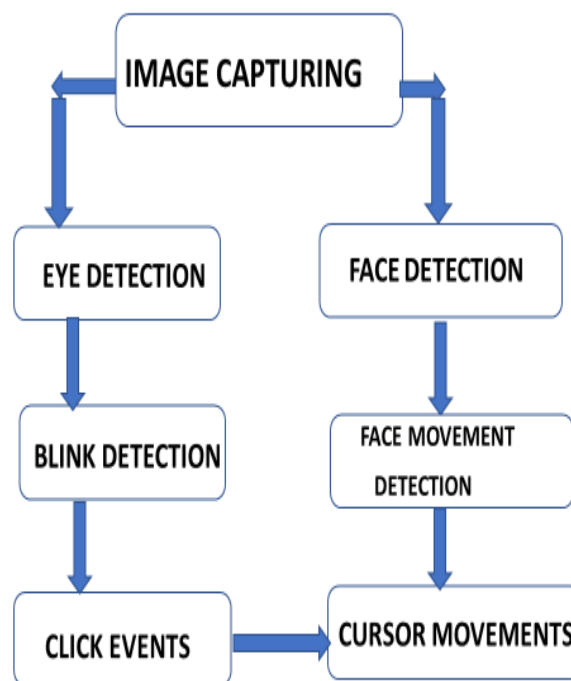 IMAGE CAPTURING
EYE DETECTION
FACE DETECTION
BLINK DETECTION
FACE MOVEMENT
DETECTION
CLICK EVENTS
CURSOR MOVEMENTS